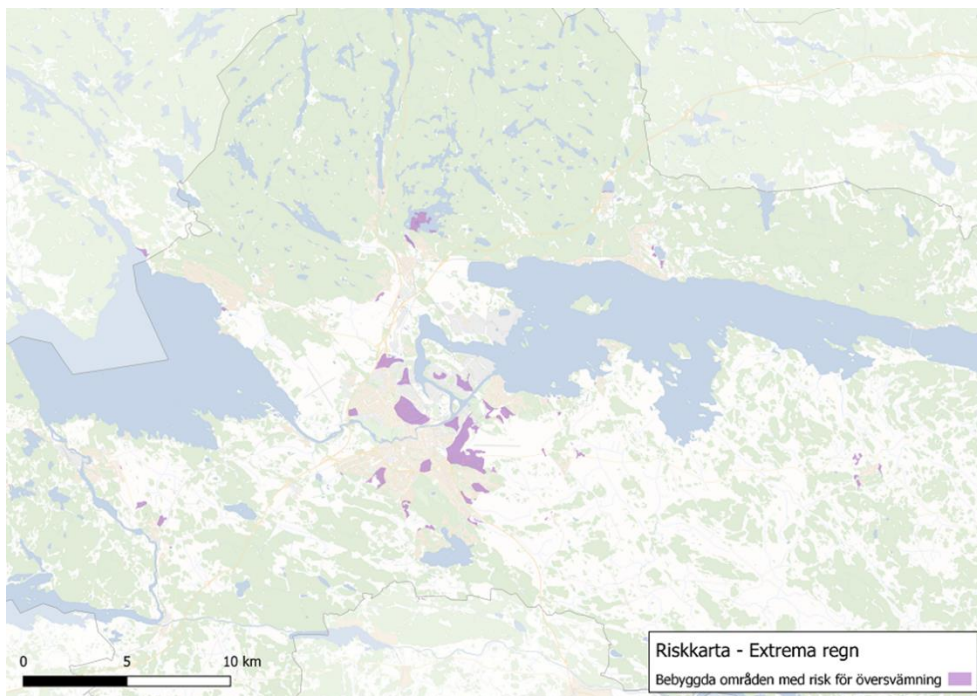 0 5 10 km
Riskkarta - Extrema regn
Bebyggda områden med risk för översvämning